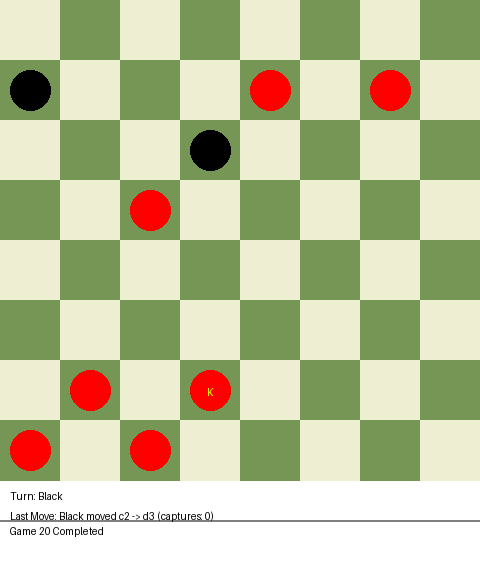 K
Turn: Black
Last Move: Black moved c2 -> d3 (captures: 0)
Game 20 Completed